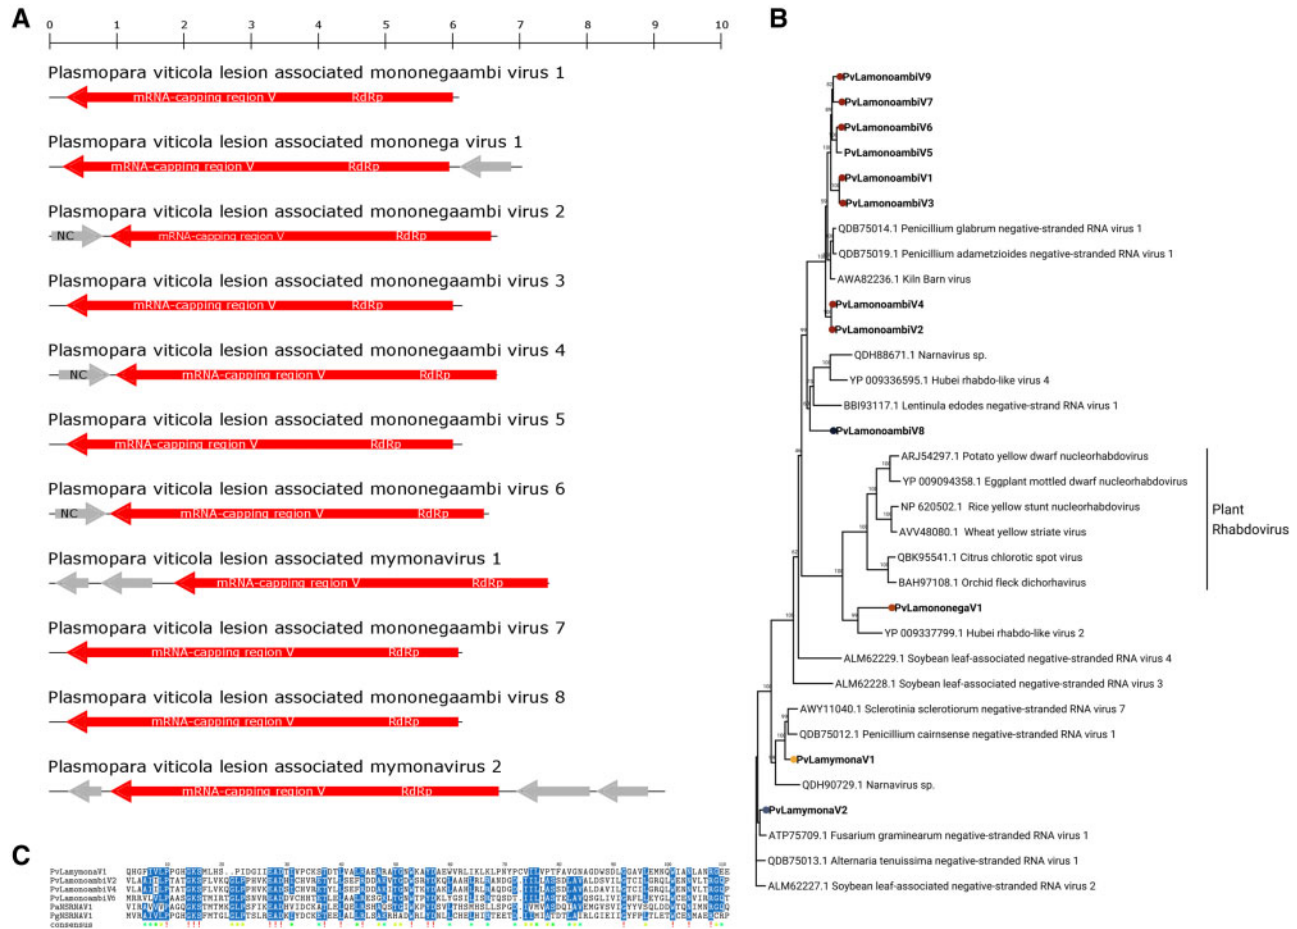 A
0 1 2 3 4 5 6 7 8 9 10
Plasmopara viticola lesion associated mononegaambi virus 1
mRNA-capping region V RdRp
Plasmopara viticola lesion associated mononega virus 1
mRNA-capping region V RdRp
Plasmopara viticola lesion associated mononegaambi virus 2
NC mRNA-capping region V RdRp
Plasmopara viticola lesion associated mononegaambi virus 3
mRNA-capping region V RdRp
Plasmopara viticola lesion associated mononegaambi virus 4
NC mRNA-capping region V RdRp
Plasmopara viticola lesion associated mononegaambi virus 5
mRNA-capping region V RdRp
Plasmopara viticola lesion associated mononegaambi virus 6
NC mRNA-capping region V RdRp
Plasmopara viticola lesion associated mymonavirus 1
mRNA-capping region V RdRp
Plasmopara viticola lesion associated mononegaambi virus 7
mRNA-capping region V RdRp
Plasmopara viticola lesion associated mononegaambi virus 8
mRNA-capping region V RdRp
Plasmopara viticola lesion associated mymonavirus 2
mRNA-capping region V RdRp
B
PvLamonoambiV9
PvLamonoambiV7
PvLamonoambiV6
PvLamonoambiV5
PvLamonoambiV1
PvLamonoambiV3
QDB75014.1 Penicillium glabrum negative-stranded RNA virus 1
QDB75019.1 Penicillium adametzioides negative-stranded RNA virus 1
AWA82236.1 Kiln Barn virus
PvLamonoambiV4
PvLamonoambiV2
QDH88671.1 Narnavirus sp.
YP 009336595.1 Hubei rhabdo-like virus 4
BBI93117.1 Lentinula edodes negative-strand RNA virus 1
PvLamonoambiV8
ARJ54297.1 Potato yellow dwarf nucleorhabdovirus
YP 009094358.1 Eggplant mottled dwarf nucleorhabdovirus
NP 620502.1 Rice yellow stunt nucleorhabdovirus
AVV48080.1 Wheat yellow striate virus
QBK95541.1 Citrus chlorotic spot virus
BAH97108.1 Orchid fleck dichorhavirus
Plant
Rhabdovirus
PvLamononegaV1
YP 009337799.1 Hubei rhabdo-like virus 2
ALM62229.1 Soybean leaf-associated negative-stranded RNA virus 4
ALM62228.1 Soybean leaf-associated negative-stranded RNA virus 3
AWY11040.1 Sclerotinia sclerotiorum negative-stranded RNA virus 7
QDB75012.1 Penicillium cairnsense negative-stranded RNA virus 1
PvLamymonaV1
QDH90729.1 Narnavirus sp.
PvLamymonaV2
ATP75709.1 Fusarium graminearum negative-stranded RNA virus 1
QDB75013.1 Alternaria tenuissima negative-stranded RNA virus 1
ALM62227.1 Soybean leaf-associated negative-stranded RNA virus 2
C
PvLamymonaV1
PvLamonoambiV2
PvLamonoambiV4
PvLamonoambiV6
PaNSRHAV1
PgNSRHAV1
consensus